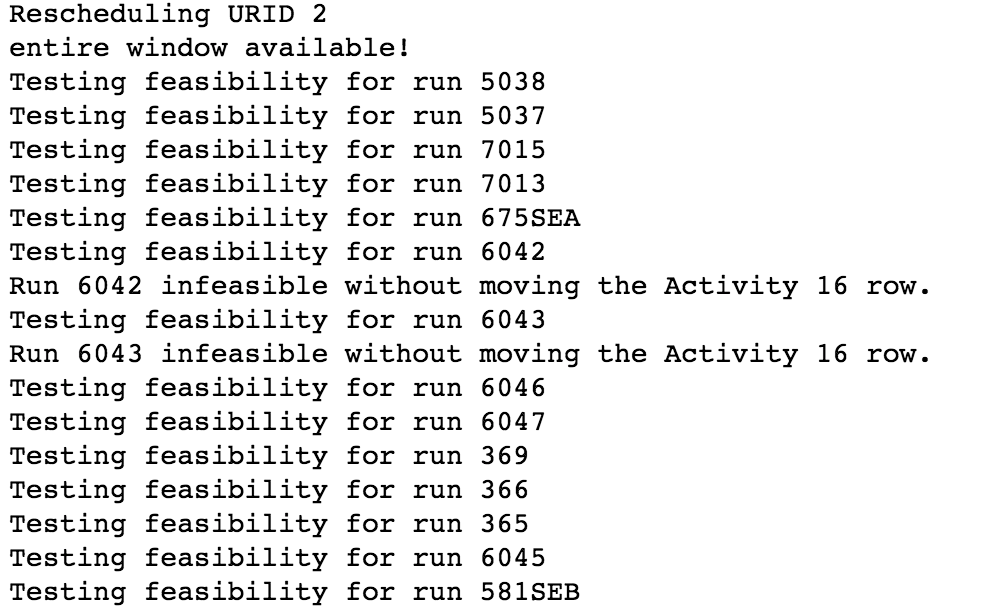 Rescheduling URID 2
entire window available!
Testing feasibility for run 5038
Testing feasibility for run 5037
Testing feasibility for run 7015
Testing feasibility for run 7013
Testing feasibility for run 675SEA
Testing feasibility for run 6042
Run 6042 infeasible without moving the Activity 16 row.
Testing feasibility for run 6043
Run 6043 infeasible without moving the Activity 16 row.
Testing feasibility for run 6046
Testing feasibility for run 6047
Testing feasibility for run 369
Testing feasibility for run 366
Testing feasibility for run 365
Testing feasibility for run 6045
Testing feasibility for run 581SEB